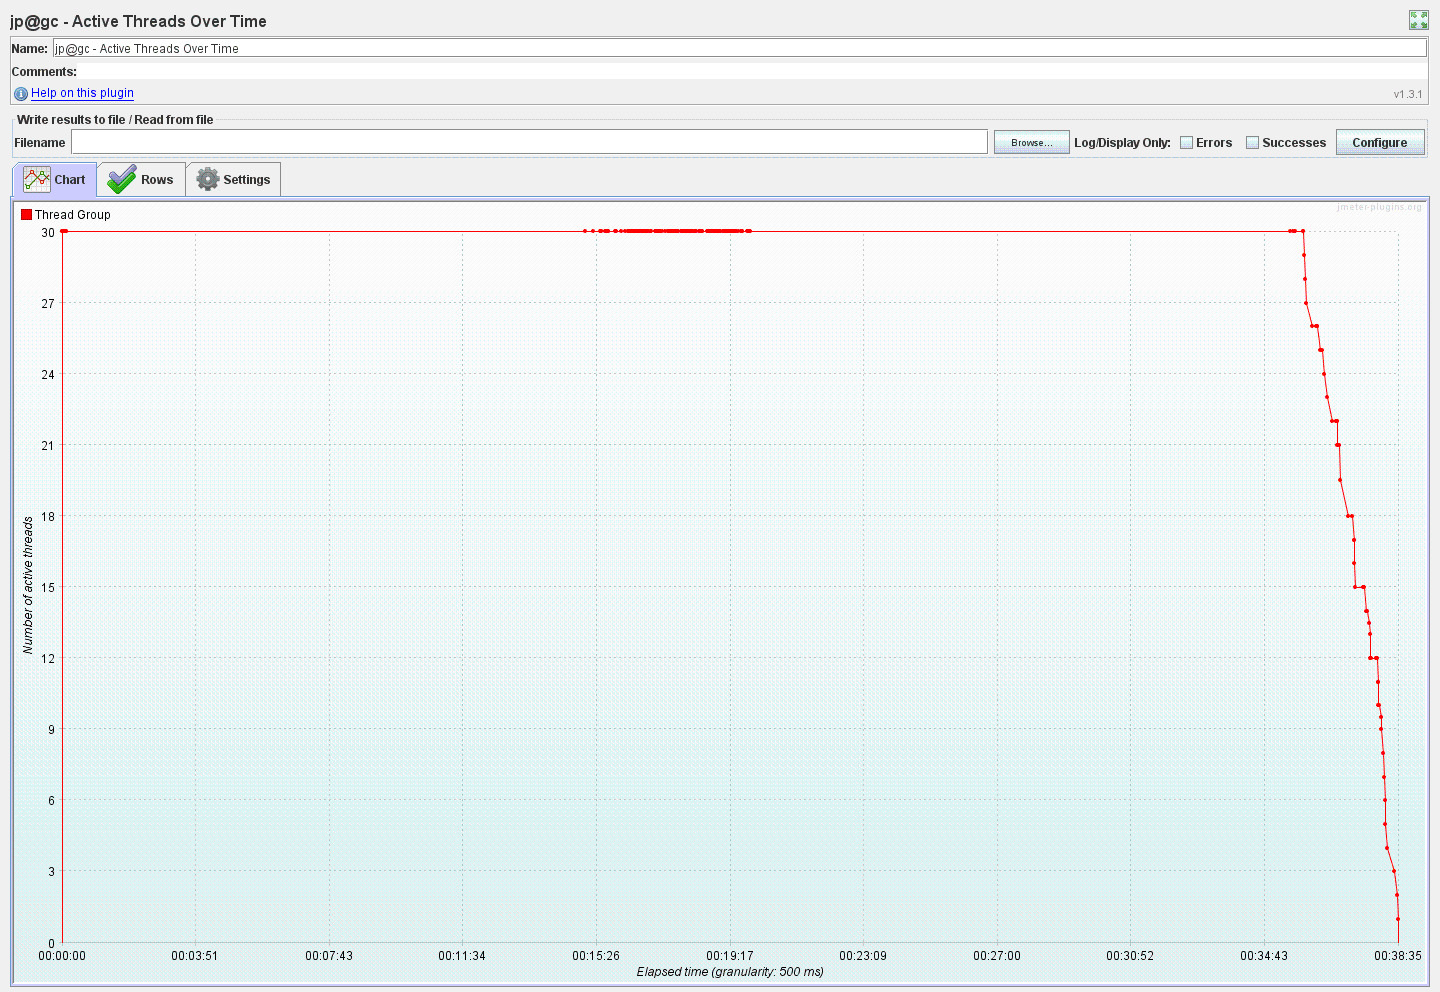 jp@gc - Active Threads Over Time
Name: jp@gc - Active Threads Over Time
Comments:
Help on this plugin
v1.3.1
Write results to file / Read from file
Filename Browse... Log/Display Only: Errors Successes Configure
Chart Rows Settings
jmeter-plugins.org
Thread Group
30
27
24
21
18
15
12
9
6
3
0
Number of active threads
00:00:00 00:03:51 00:07:43 00:11:34 00:15:26 00:19:17 00:23:09 00:27:00 00:30:52 00:34:43 00:38:35
Elapsed time (granularity: 500 ms)